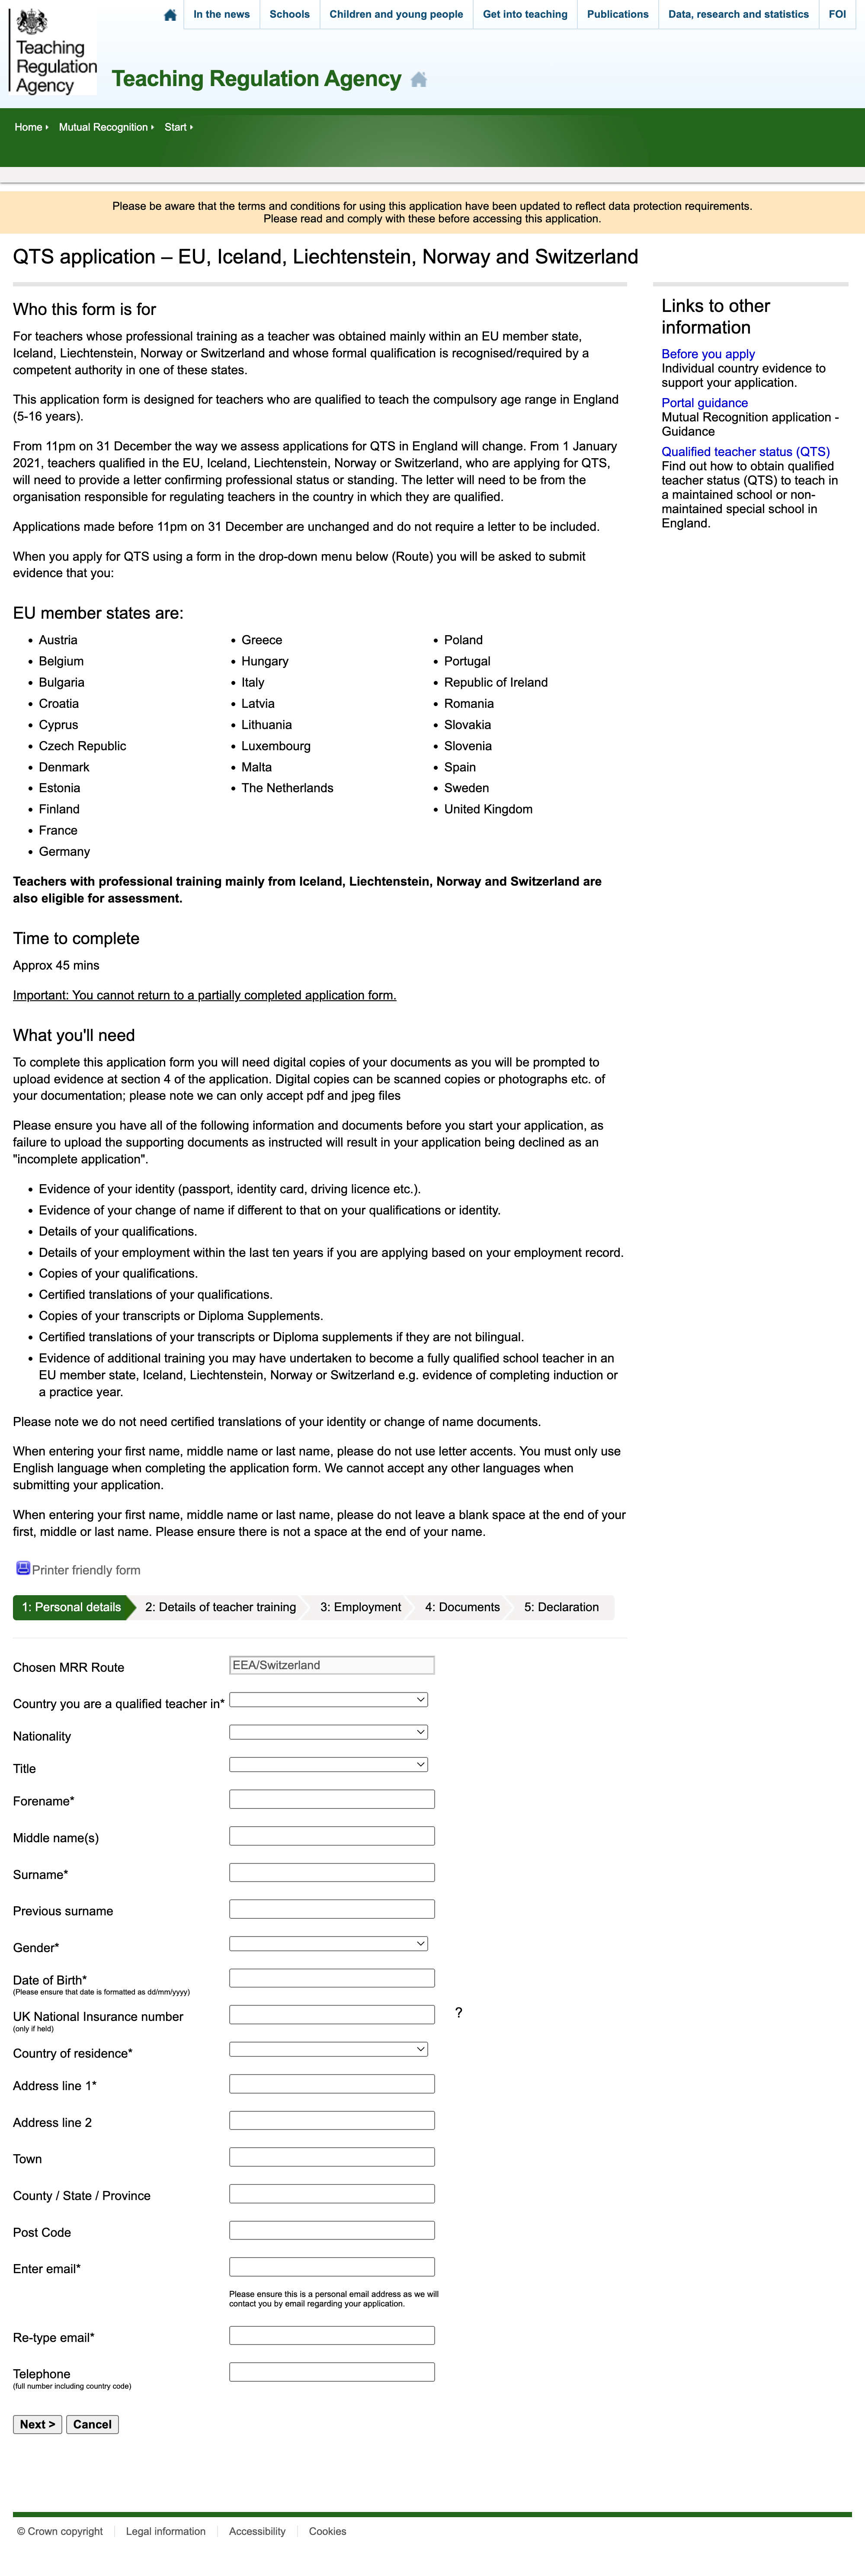 In the news
Schools
Children and young people
Get into teaching
Publications
Data, research and statistics
FOI
Teaching
Regulation
Agency
Teaching Regulation Agency
Home
Mutual Recognition
Start
Please be aware that the terms and conditions for using this application have been updated to reflect data protection requirements.
Please read and comply with these before accessing this application.
QTS application – EU, Iceland, Liechtenstein, Norway and Switzerland
Who this form is for
For teachers whose professional training as a teacher was obtained mainly within an EU member state,
Iceland, Liechtenstein, Norway or Switzerland and whose formal qualification is recognised/required by a
competent authority in one of these states.
This application form is designed for teachers who are qualified to teach the compulsory age range in England
(5-16 years).
From 11pm on 31 December the way we assess applications for QTS in England will change. From 1 January
2021, teachers qualified in the EU, Iceland, Liechtenstein, Norway or Switzerland, who are applying for QTS,
will need to provide a letter confirming professional status or standing. The letter will need to be from the
organisation responsible for regulating teachers in the country in which they are qualified.
Applications made before 11pm on 31 December are unchanged and do not require a letter to be included.
When you apply for QTS using a form in the drop-down menu below (Route) you will be asked to submit
evidence that you:
EU member states are:
Austria
Belgium
Bulgaria
Croatia
Cyprus
Czech Republic
Denmark
Estonia
Finland
France
Germany
Greece
Hungary
Italy
Latvia
Lithuania
Luxembourg
Malta
The Netherlands
Poland
Portugal
Republic of Ireland
Romania
Slovakia
Slovenia
Spain
Sweden
United Kingdom
Teachers with professional training mainly from Iceland, Liechtenstein, Norway and Switzerland are
also eligible for assessment.
Time to complete
Approx 45 mins
Important: You cannot return to a partially completed application form.
What you'll need
To complete this application form you will need digital copies of your documents as you will be prompted to
upload evidence at section 4 of the application. Digital copies can be scanned copies or photographs etc. of
your documentation; please note we can only accept pdf and jpeg files
Please ensure you have all of the following information and documents before you start your application, as
failure to upload the supporting documents as instructed will result in your application being declined as an
"incomplete application".
Evidence of your identity (passport, identity card, driving licence etc.).
Evidence of your change of name if different to that on your qualifications or identity.
Details of your qualifications.
Details of your employment within the last ten years if you are applying based on your employment record.
Copies of your qualifications.
Certified translations of your qualifications.
Copies of your transcripts or Diploma Supplements.
Certified translations of your transcripts or Diploma supplements if they are not bilingual.
Evidence of additional training you may have undertaken to become a fully qualified school teacher in an
EU member state, Iceland, Liechtenstein, Norway or Switzerland e.g. evidence of completing induction or
a practice year.
Please note we do not need certified translations of your identity or change of name documents.
When entering your first name, middle name or last name, please do not use letter accents. You must only use
English language when completing the application form. We cannot accept any other languages when
submitting your application.
When entering your first name, middle name or last name, please do not leave a blank space at the end of your
first, middle or last name. Please ensure there is not a space at the end of your name.
Printer friendly form
1: Personal details
2: Details of teacher training
3: Employment
4: Documents
5: Declaration
Chosen MRR Route
EEA/Switzerland
Country you are a qualified teacher in*
Nationality
Title
Forename*
Middle name(s)
Surname*
Previous surname
Gender*
Date of Birth*
(Please ensure that date is formatted as dd/mm/yyyy)
UK National Insurance number
?
(only if held)
Country of residence*
Address line 1*
Address line 2
Town
County / State / Province
Post Code
Enter email*
Please ensure this is a personal email address as we will
contact you by email regarding your application.
Re-type email*
Telephone
(full number including country code)
Next >
Cancel
Links to other
information
Before you apply
Individual country evidence to
support your application.
Portal guidance
Mutual Recognition application -
Guidance
Qualified teacher status (QTS)
Find out how to obtain qualified
teacher status (QTS) to teach in
a maintained school or non-
maintained special school in
England.
© Crown copyright
Legal information
Accessibility
Cookies